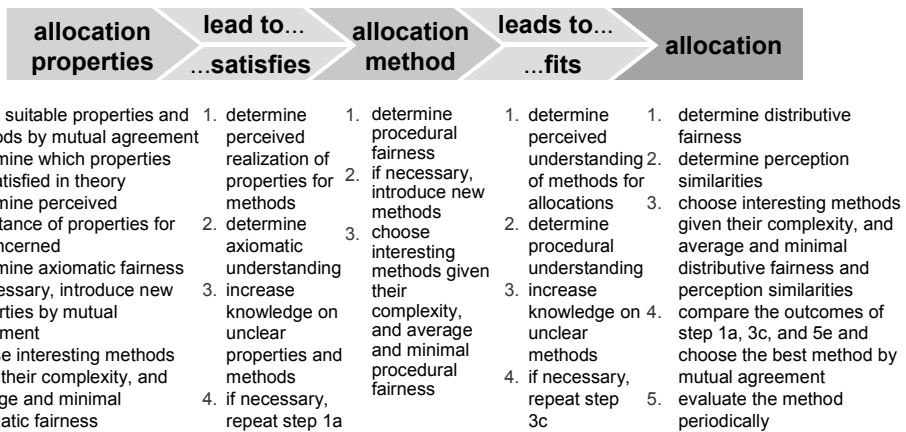 allocation
properties
lead to...
...satisfies
allocation
method
leads to...
...fits
allocation
suitable properties and
ods by mutual agreement
mine which properties
atisfied in theory
mine perceived
tance of properties for
ncerned
mine axiomatic fairness
essary, introduce new
rties by mutual
ement
se interesting methods
their complexity, and
ge and minimal
atic fairness
1. determine
perceived
realization of
properties for
methods
2. determine
axiomatic
understanding
3. increase
knowledge on
unclear
properties and
methods
4. if necessary,
repeat step 1a
1. determine
procedural
fairness
2. if necessary,
introduce new
methods
3. choose
interesting
methods given
their
complexity,
and average
and minimal
procedural
fairness
1. determine
perceived
understanding
of methods for
allocations
2. determine
procedural
understanding
3. increase
knowledge on
unclear
methods
4. if necessary,
repeat step
3c
1. determine distributive
fairness
2. determine perception
similarities
3. choose interesting methods
given their complexity, and
average and minimal
distributive fairness and
perception similarities
4. compare the outcomes of
step 1a, 3c, and 5e and
choose the best method by
mutual agreement
5. evaluate the method
periodically